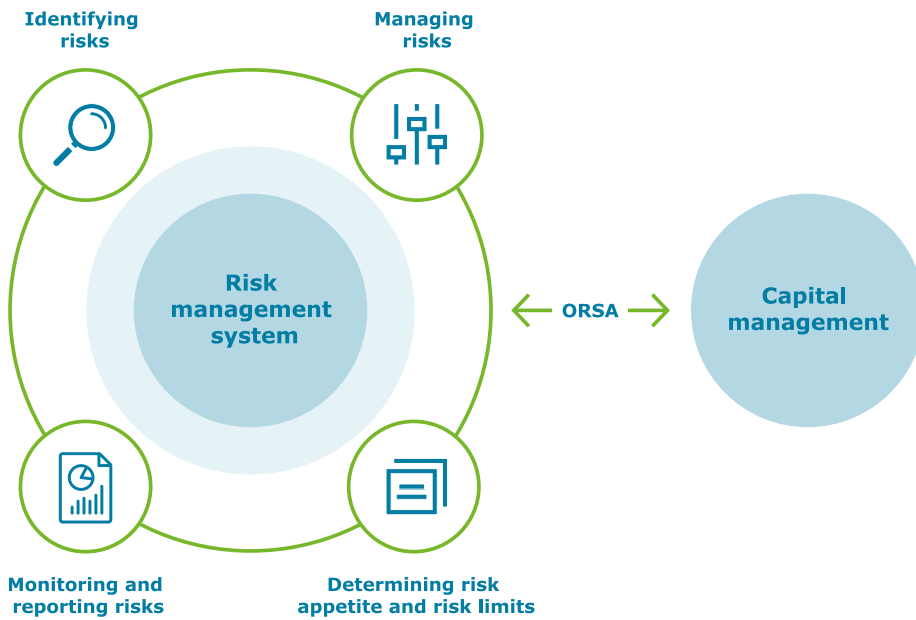 Identifying
risks
Managing
risks
Risk
management
system
ORSA
Capital
management
Monitoring and
reporting risks
Determining risk
appetite and risk limits